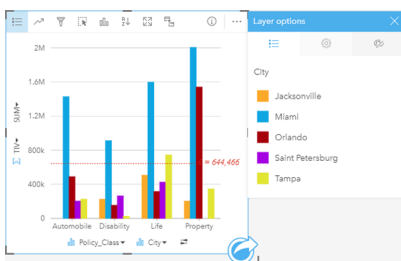 Layer options
2M
1.6M
1.2M
800k
400k
0
SUM
TIV
= 644,466
Automobile Disability Life Property
Policy_Class City
City
Jacksonville
Miami
Orlando
Saint Petersburg
Tampa